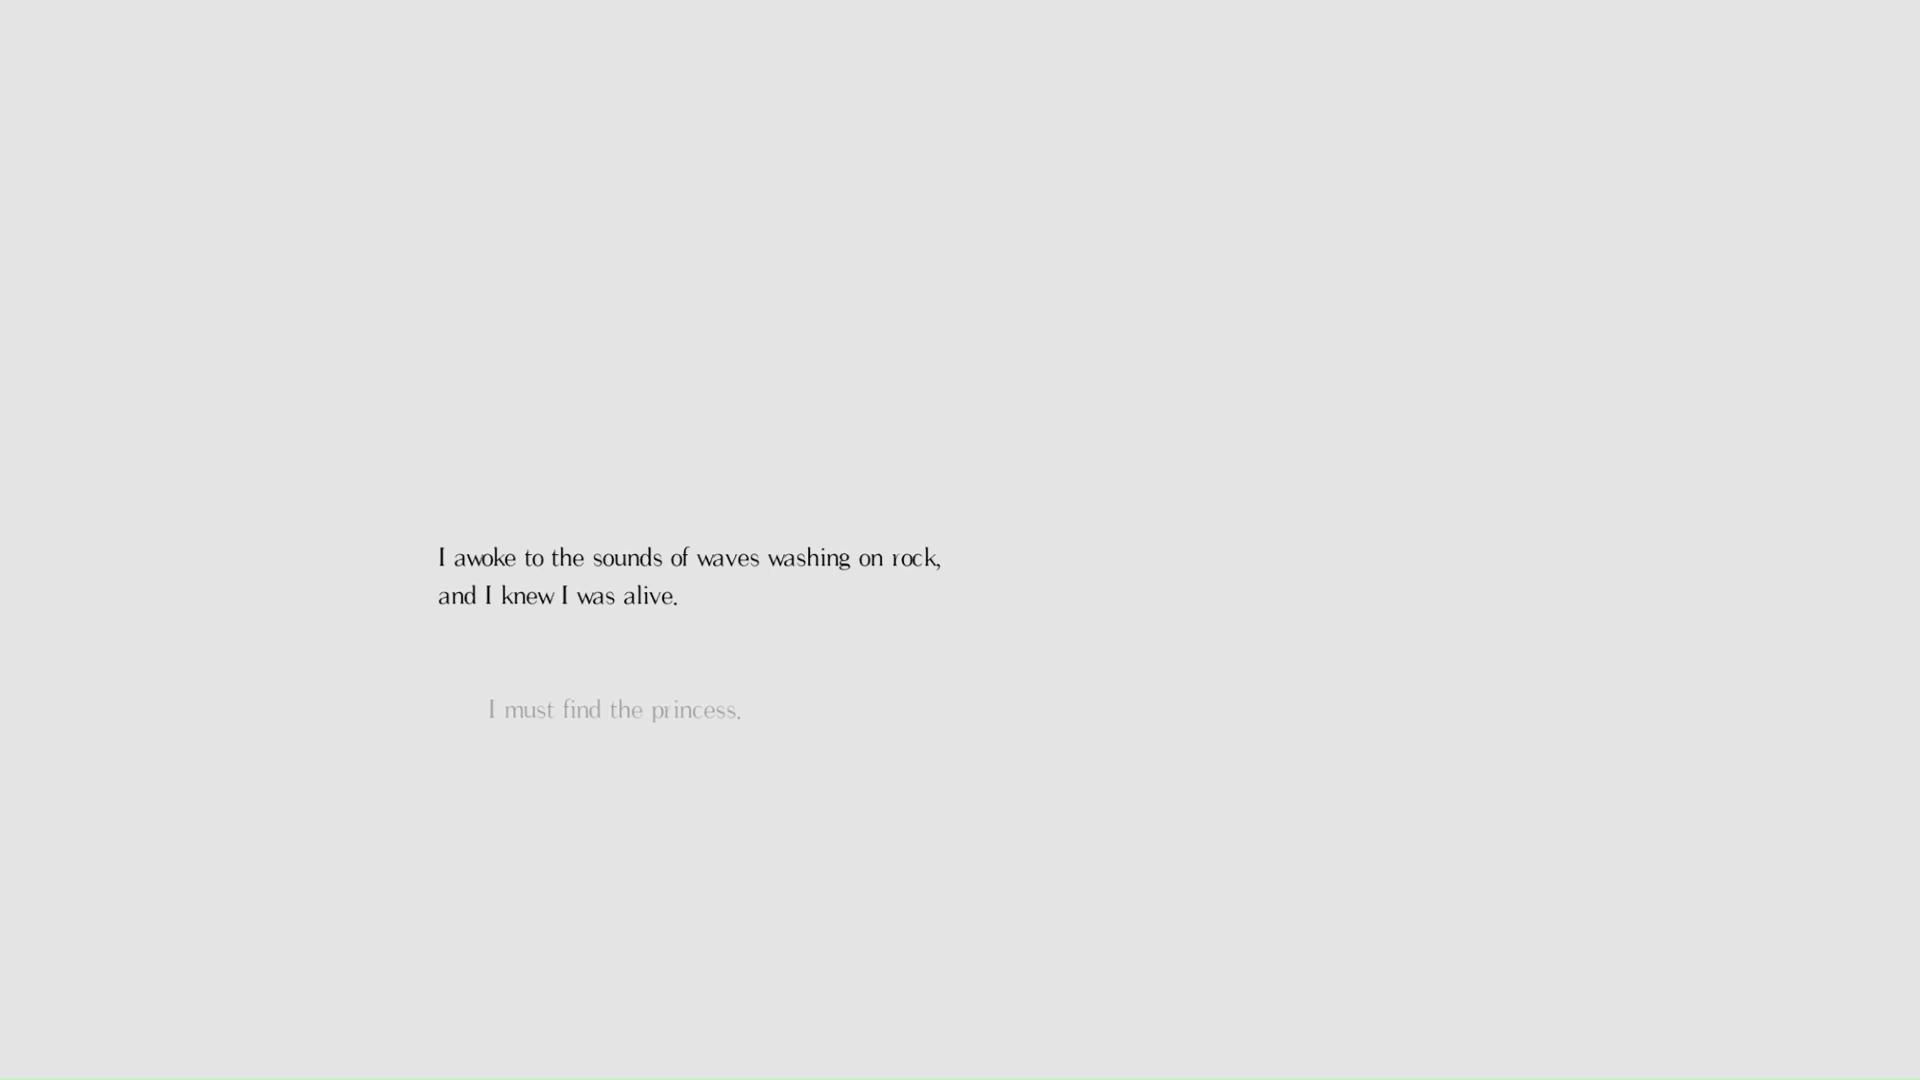 I awoke to the sounds of waves washing on rock,
and I knew I was alive.
I must find the princess.